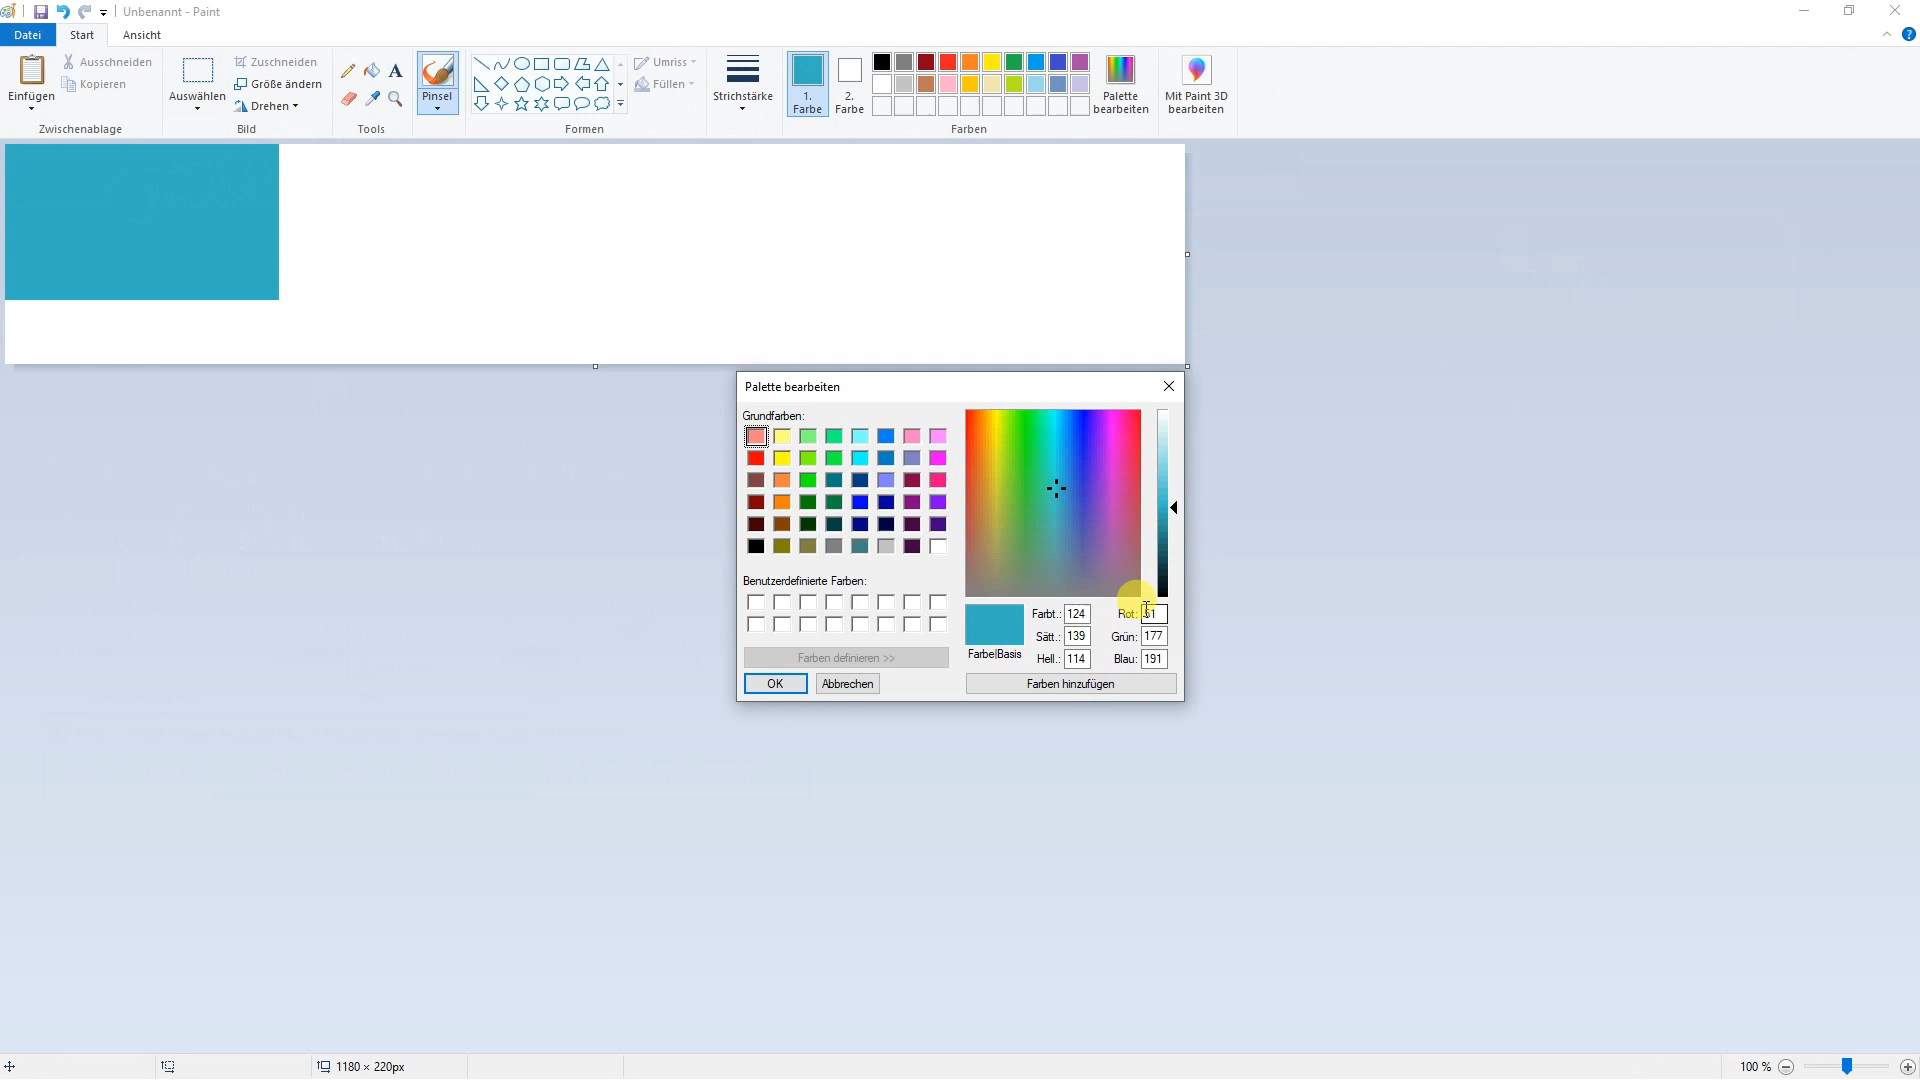 Unbenannt - Paint
Datei Start Ansicht
Einfügen
Ausschneiden
Kopieren
Zwischenablage
Auswählen
Zuschneiden
Größe ändern
Drehen
Bild
A
Tools
Pinsel
Umriss
Füllen
Formen
Strichstärke
1.
Farbe
2.
Farbe
Palette
bearbeiten
Farben
Mit Paint 3D
bearbeiten
?
Palette bearbeiten
Grundfarben:
Benutzerdefinierte Farben:
Farben definieren >>
OK Abbrechen
Farbe|Basis
Farbt.: 124 Rot:
Sätt.: 139 Grün: 177
Hell.: 114 Blau: 191
Farben hinzufügen
1180 × 220px
100 %